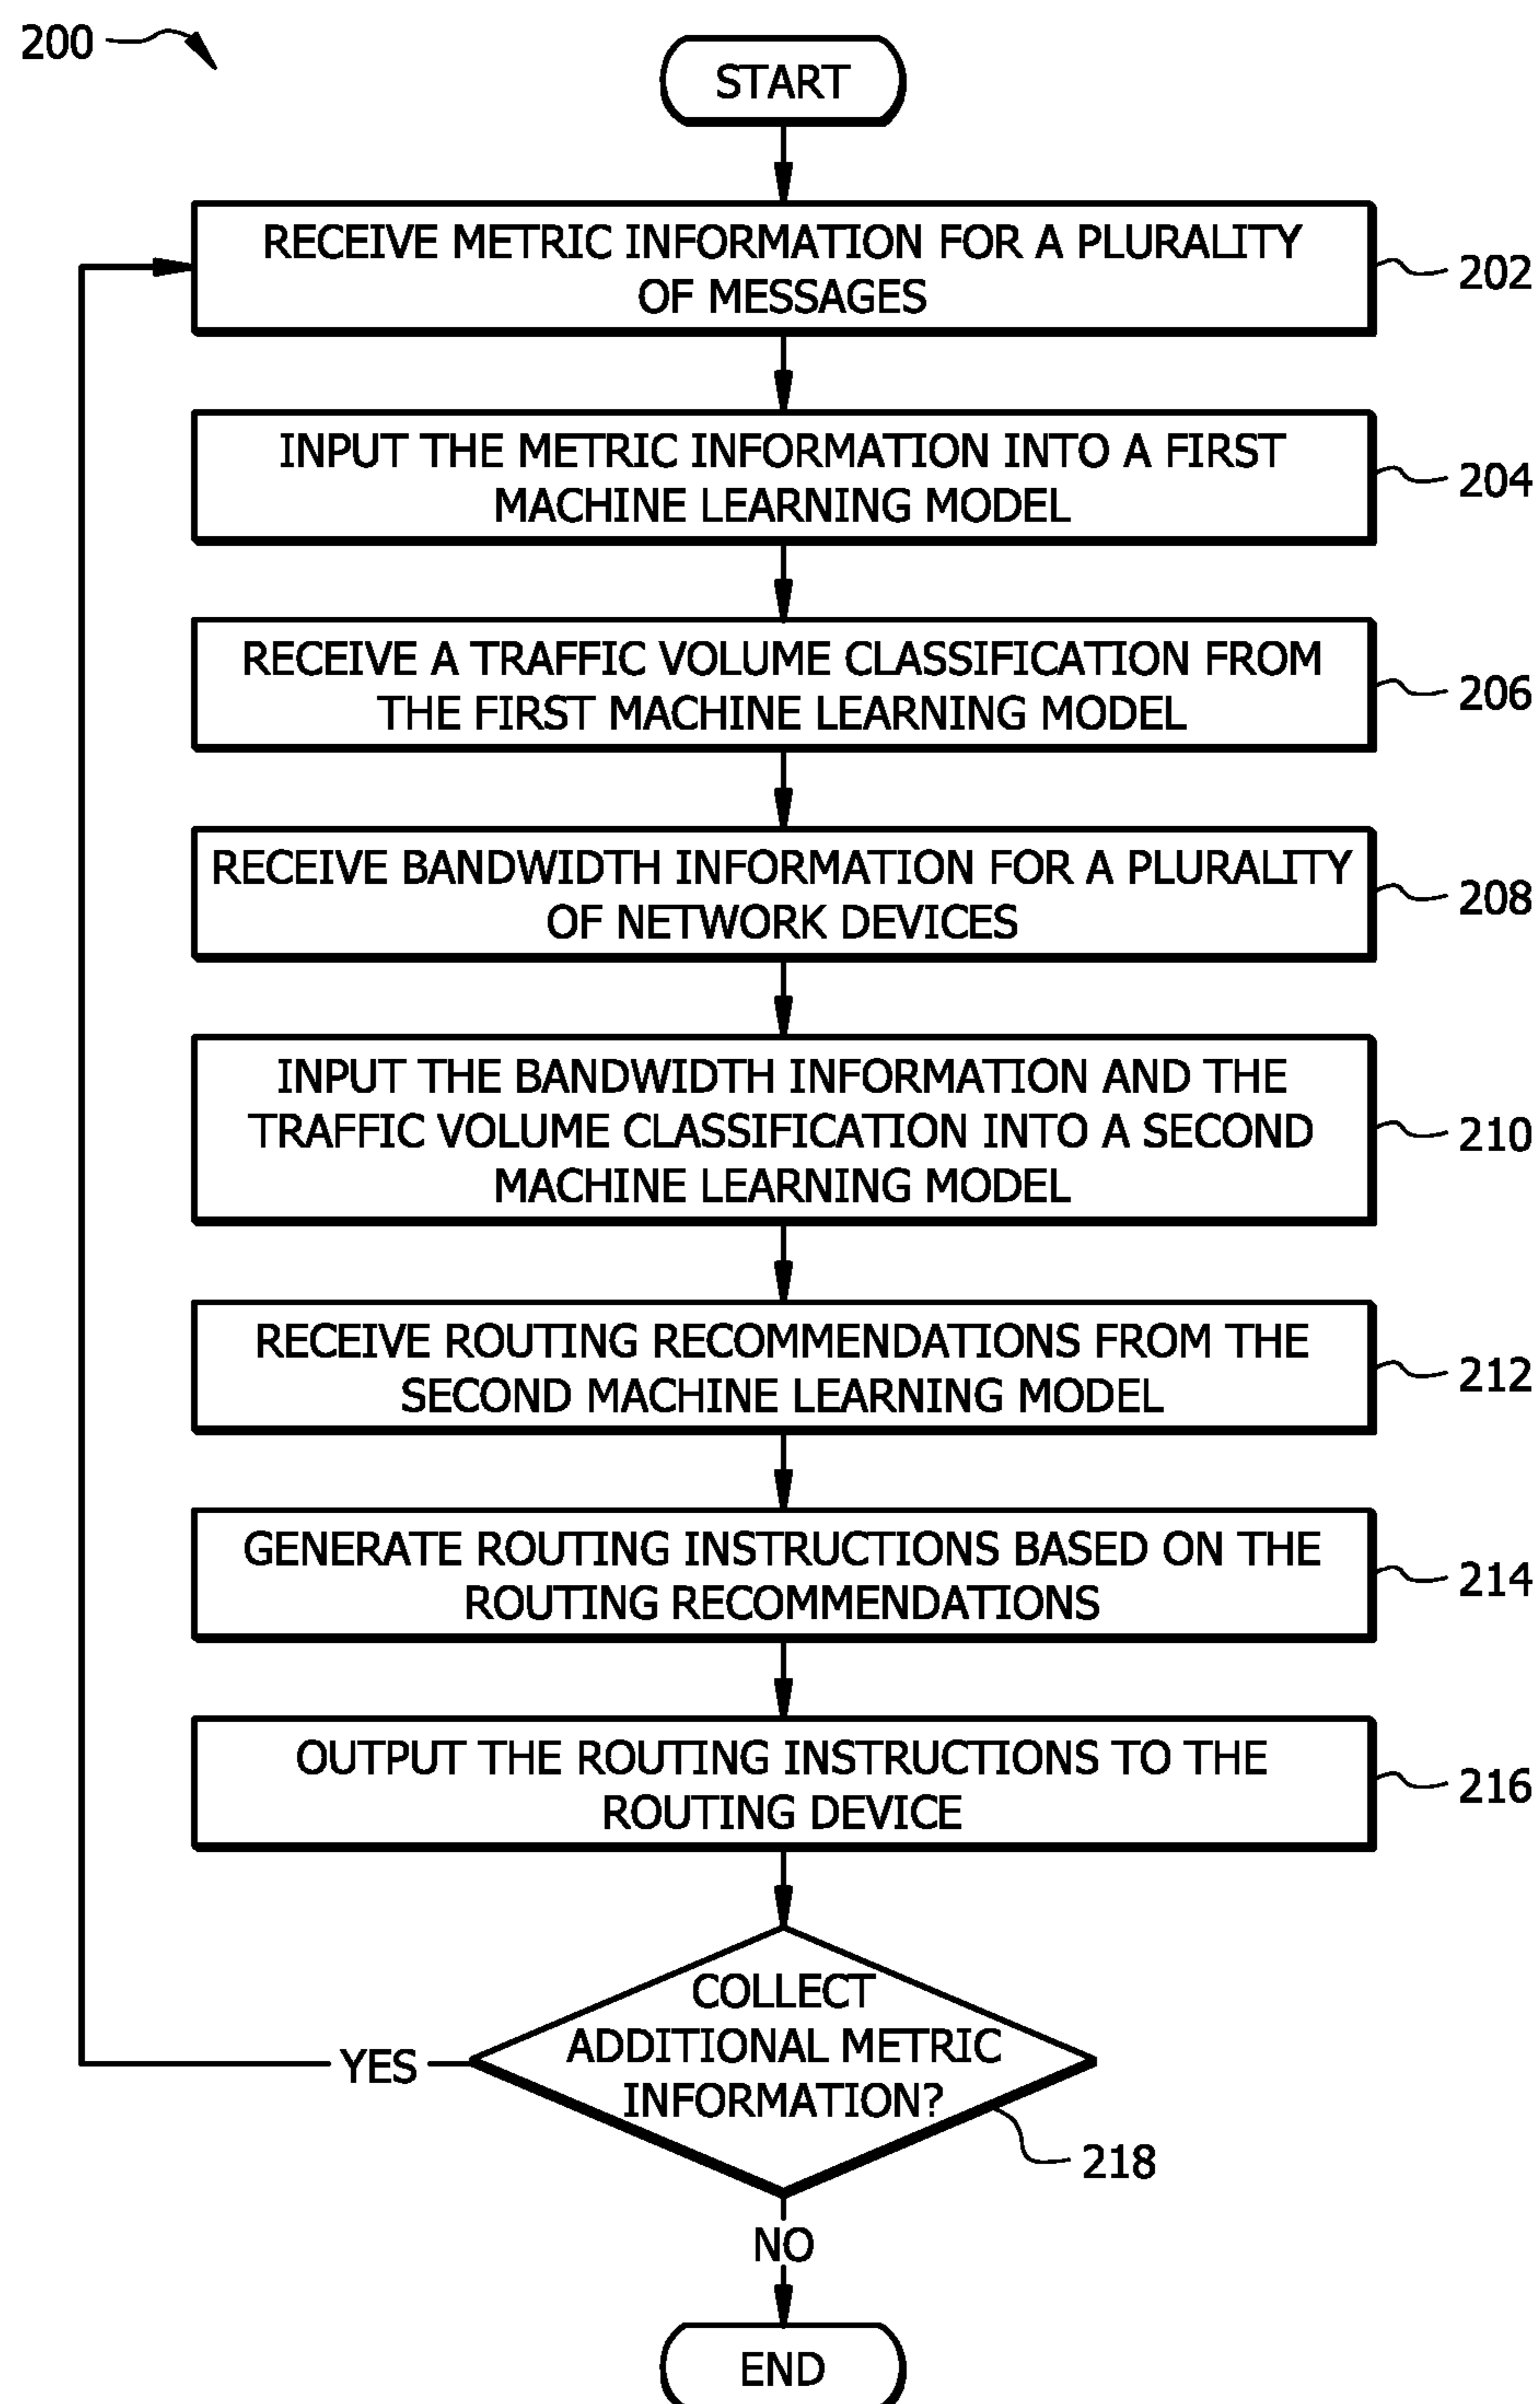 200
START
RECEIVE METRIC INFORMATION FOR A PLURALITY
OF MESSAGES
202
INPUT THE METRIC INFORMATION INTO A FIRST
MACHINE LEARNING MODEL
204
RECEIVE A TRAFFIC VOLUME CLASSIFICATION FROM
THE FIRST MACHINE LEARNING MODEL
206
RECEIVE BANDWIDTH INFORMATION FOR A PLURALITY
OF NETWORK DEVICES
208
INPUT THE BANDWIDTH INFORMATION AND THE
TRAFFIC VOLUME CLASSIFICATION INTO A SECOND
MACHINE LEARNING MODEL
210
RECEIVE ROUTING RECOMMENDATIONS FROM THE
SECOND MACHINE LEARNING MODEL
212
GENERATE ROUTING INSTRUCTIONS BASED ON THE
ROUTING RECOMMENDATIONS
214
OUTPUT THE ROUTING INSTRUCTIONS TO THE
ROUTING DEVICE
216
COLLECT
ADDITIONAL METRIC
INFORMATION?
YES
218
NO
END